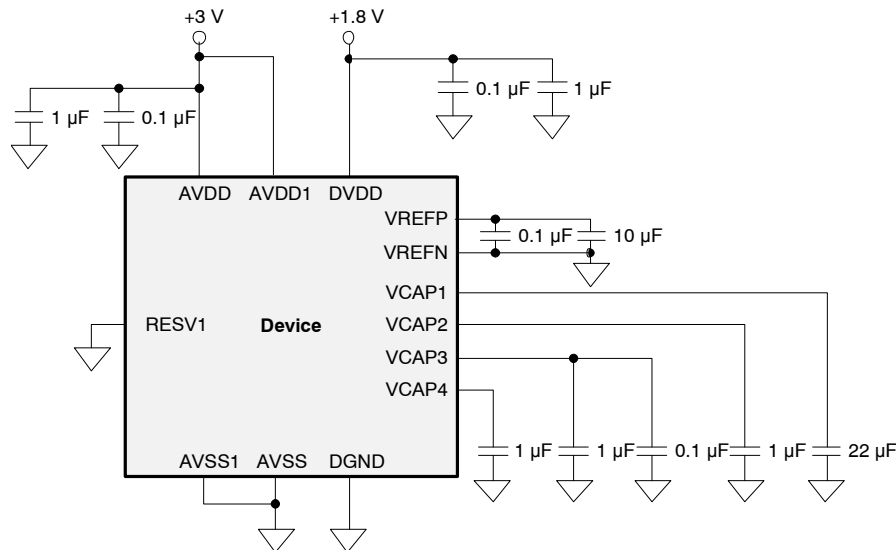 +3 V
+1.8 V
0.1 µF
1 µF
1 µF
0.1 µF
AVDD
AVDD1
DVDD
VREFP
0.1 µF
10 µF
VREFN
VCAP1
RESV1
Device
VCAP2
VCAP3
VCAP4
1 µF
1 µF
0.1 µF
1 µF
22 µF
AVSS1
AVSS
DGND